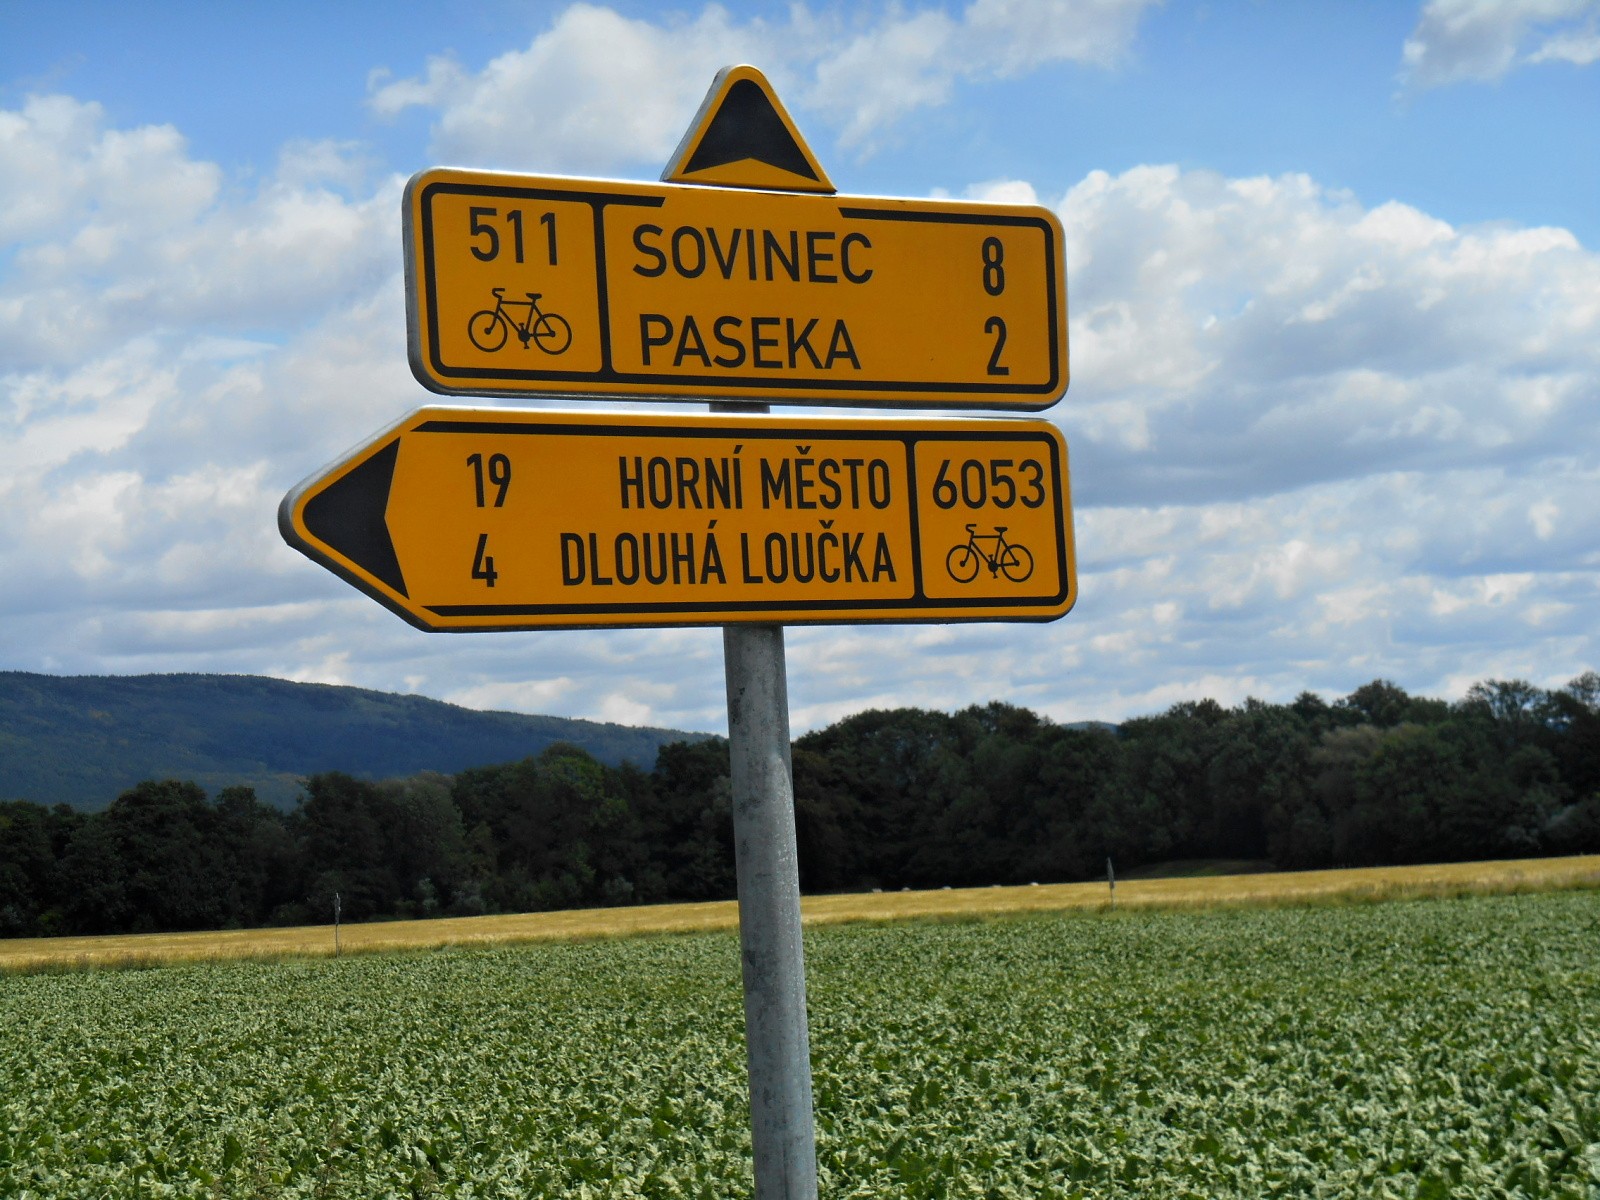 511
SOVINEC 8
PASEKA 2
19 HORNÍ MĚSTO 6053
4 DLOUHÁ LOUČKA